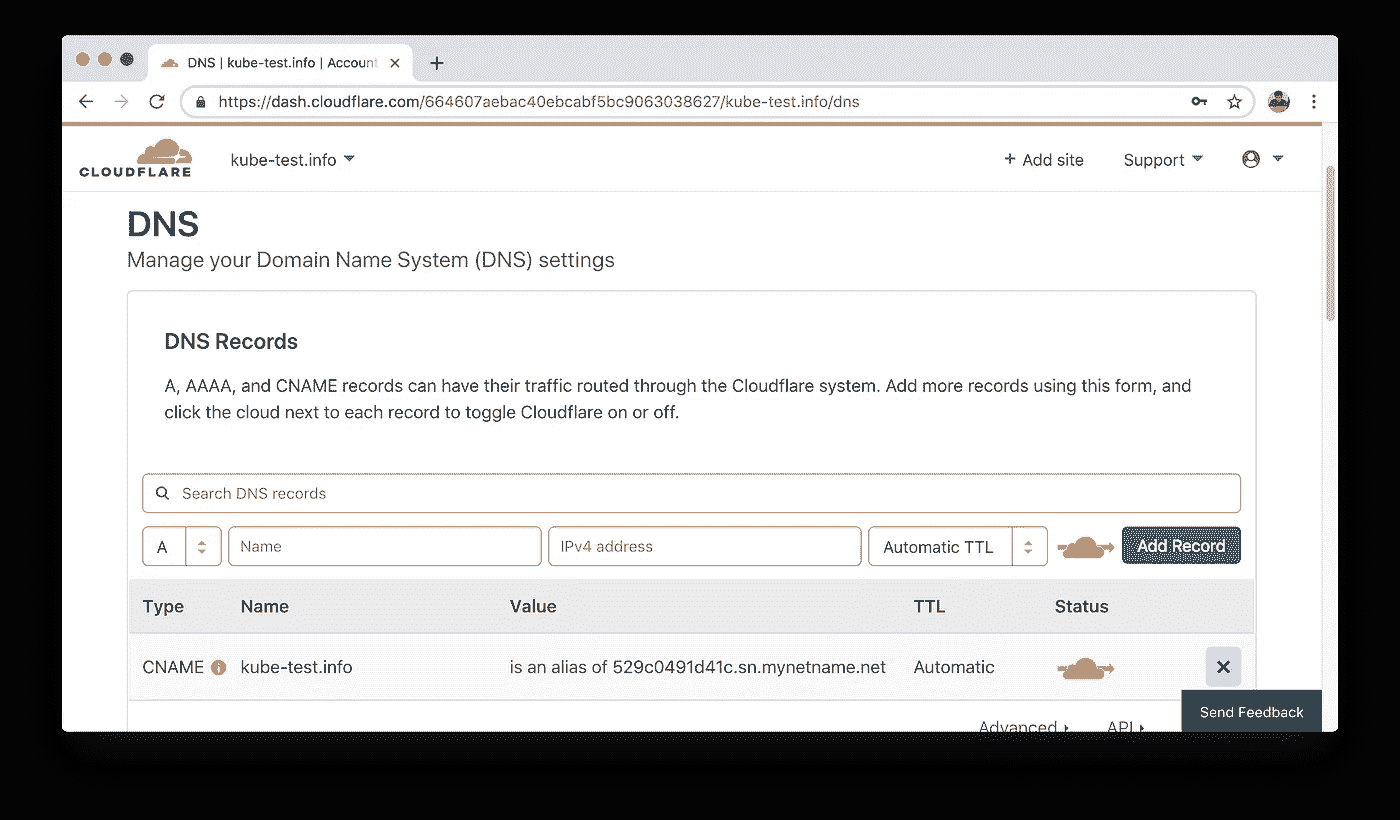 DNS | kube-test.info | Account
https://dash.cloudflare.com/664607aebac40ebcabf5bc9063038627/kube-test.info/dns
CLOUDFLARE
kube-test.info
+ Add site
Support
DNS
Manage your Domain Name System (DNS) settings
DNS Records
A, AAAA, and CNAME records can have their traffic routed through the Cloudflare system. Add more records using this form, and
click the cloud next to each record to toggle Cloudflare on or off.
Search DNS records
A Name IPv4 address Automatic TTL Add Record
Type Name Value TTL Status
CNAME kube-test.info is an alias of 529c0491d41c.sn.mynetname.net Automatic
Advanced API
Send Feedback